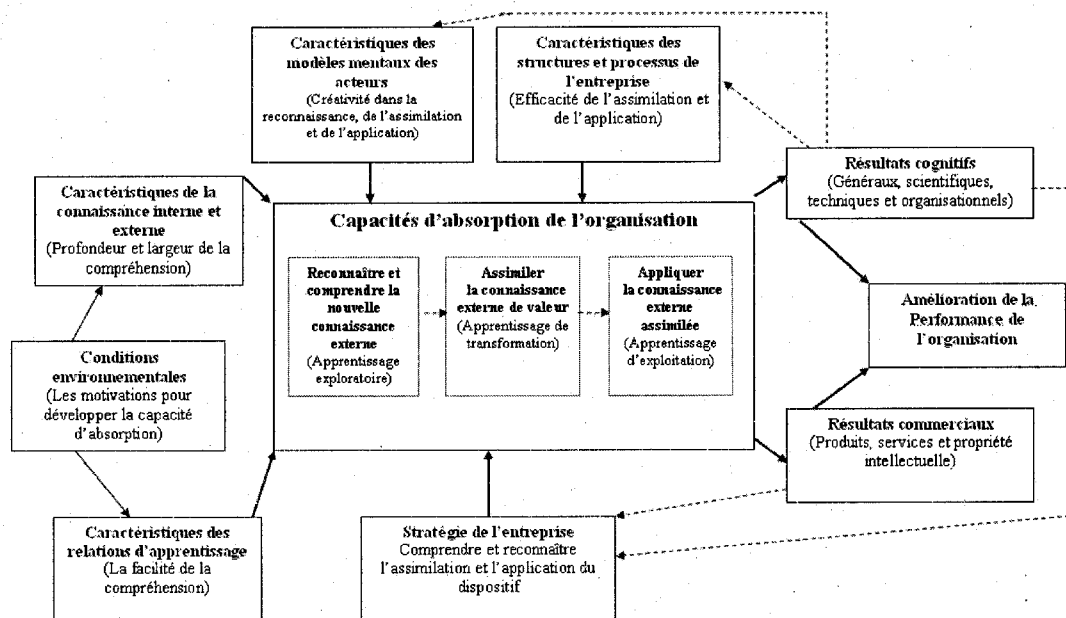 Caractéristiques des
modèles mentaux des
acteurs
(Créativité dans la
reconnaissance, de l'assimilation
et de l'application)
Caractéristiques des
structures et processus de
l'entreprise
(Efficacité de l'assimilation et
de l'application)
Résultats cognitifs
(Généraux, scientifiques,
techniques et organisationnels)
Caractéristiques de la
connaissance interne et
externe
(Profondeur et largeur de la
compréhension)
Capacités d'absorption de l'organisation
Reconnaître et
comprendre la
nouvelle
connaissance
externe
(Apprentissage
exploratoire)
Assimiler
la connaissance
externe de valeur
(Apprentissage de
transformation)
Appliquer
la connaissance
externe
assimilée
(Apprentissage
d'exploitation)
Amélioration de la
Performance de
l'organisation
Conditions
environnementales
(Les motivations pour
développer la capacité
d'absorption)
Résultats commerciaux
(Produits, services et propriété
intellectuelle)
Caractéristiques des
relations d'apprentissage
(La facilité de la
compréhension)
Stratégie de l'entreprise
Comprendre et reconnaître
l'assimilation et l'application du
dispositif